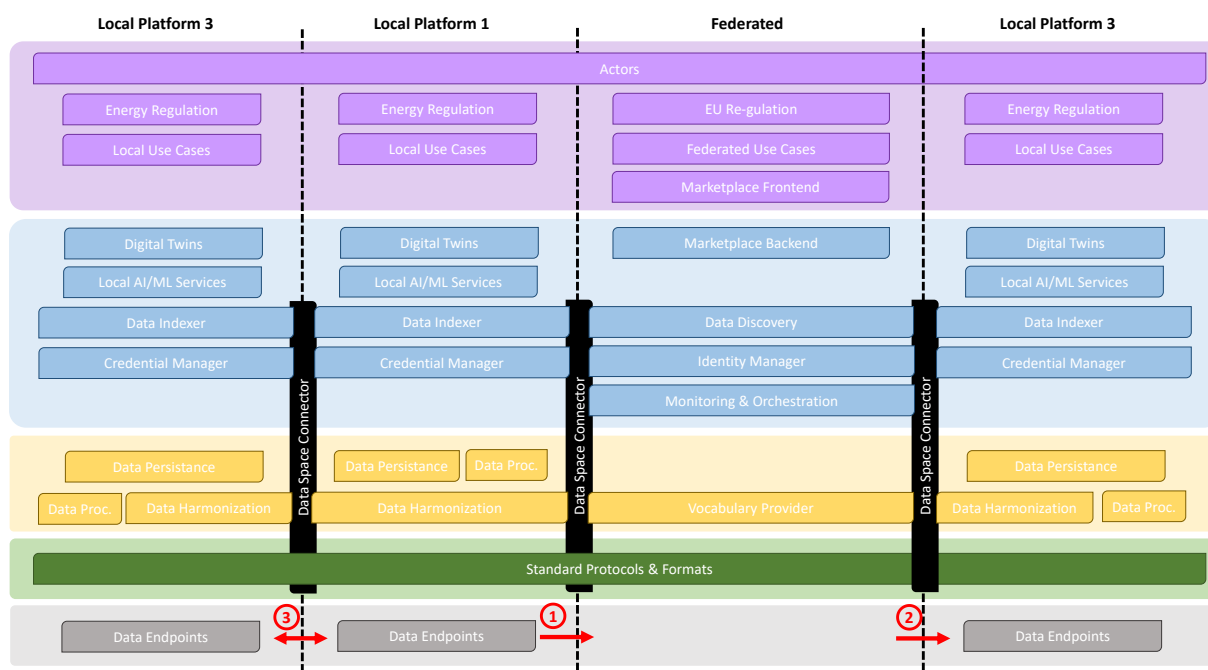 Local Platform 3
Local Platform 1
Federated
Local Platform 3
Actors
Energy Regulation
Energy Regulation
EU Re-gulation
Energy Regulation
Local Use Cases
Local Use Cases
Federated Use Cases
Local Use Cases
Marketplace Frontend
Digital Twins
Digital Twins
Marketplace Backend
Digital Twins
Local AI/ML Services
Local AI/ML Services
Local AI/ML Services
Data Indexer
Data Indexer
Data Discovery
Data Indexer
Credential Manager
Credential Manager
Identity Manager
Credential Manager
Monitoring & Orchestration
Data Space Connector
Data Space Connector
Data Space Connector
Data Persistance
Data Persistance
Data Proc.
Data Persistance
Data Proc.
Data Harmonization
Data Harmonization
Vocabulary Provider
Data Harmonization
Data Proc.
Standard Protocols & Formats
3
1
2
Data Endpoints
Data Endpoints
Data Endpoints